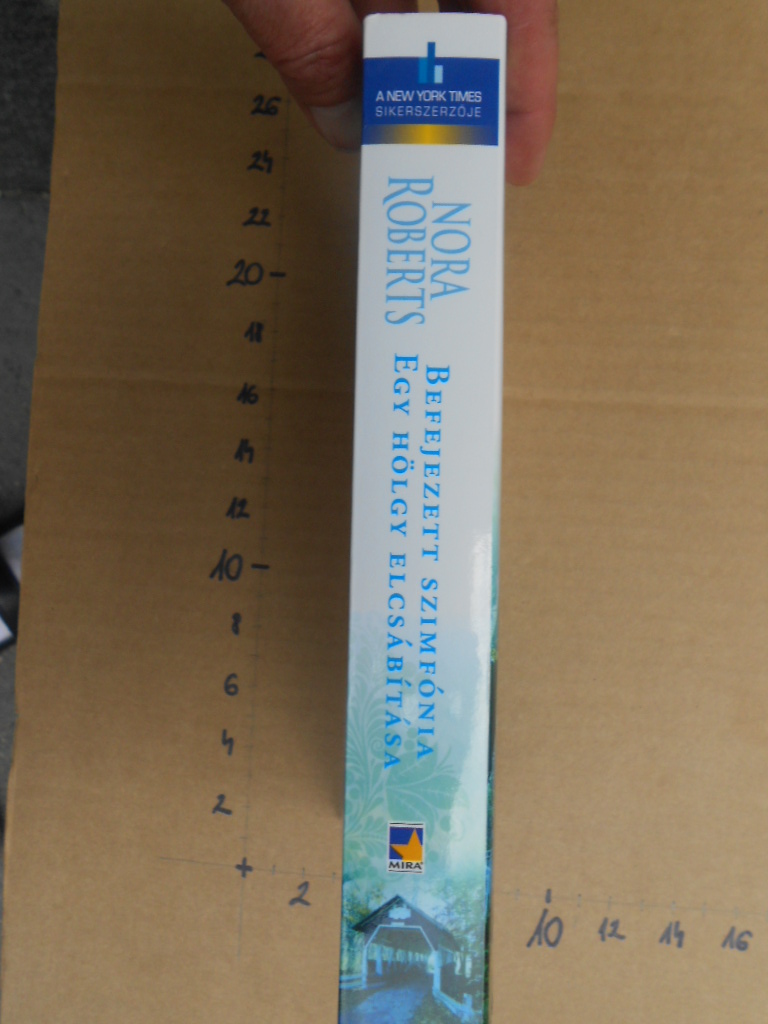 A NEW YORK TIMES
SIKERSZERZŐJE
NORA
ROBERTS
BEFEJEZETT SZIMFÓNIA
EGY HÖLGY ELCSÁBÍTÁSA
MIRA
26
24
22
20
18
16
14
12
10
8
6
4
2
2
10
12
14
16